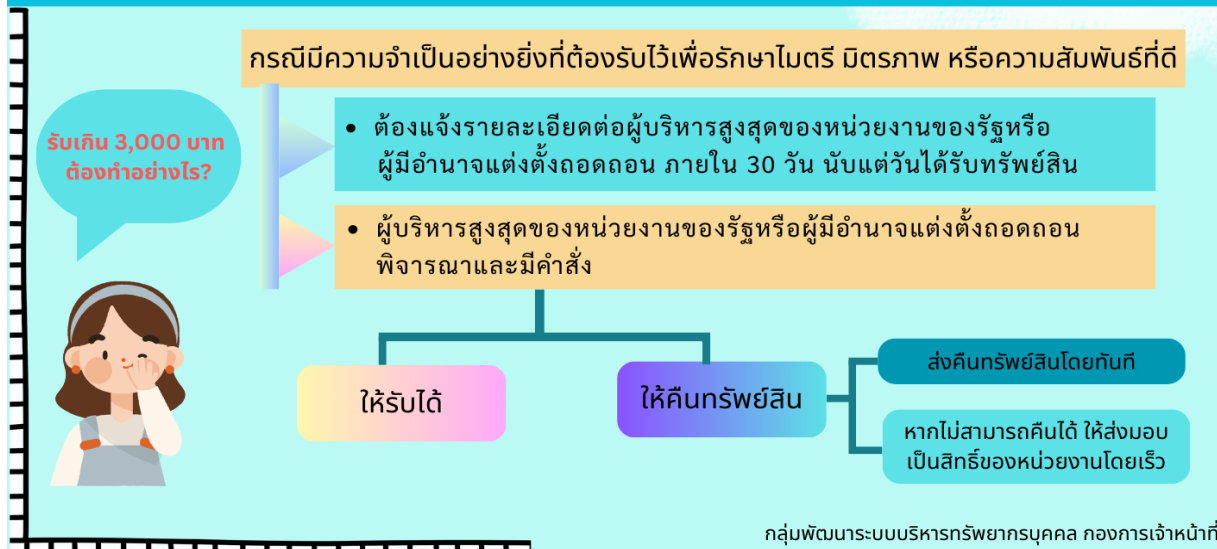 กรณีมีความจำเป็นอย่างยิ่งที่ต้องรับไว้เพื่อรักษาไมตรี มิตรภาพ หรือความสัมพันธ์ที่ดี
รับเกิน 3,000 บาท
ต้องทำอย่างไร?
• ต้องแจ้งรายละเอียดต่อผู้บริหารสูงสุดของหน่วยงานของรัฐหรือ
ผู้มีอำนาจแต่งตั้งถอดถอน ภายใน 30 วัน นับแต่วันได้รับทรัพย์สิน
• ผู้บริหารสูงสุดของหน่วยงานของรัฐหรือผู้มีอำนาจแต่งตั้งถอดถอน
พิจารณาและมีคำสั่ง
ให้รับได้
ให้คืนทรัพย์สิน
ส่งคืนทรัพย์สินโดยทันที
หากไม่สามารถคืนได้ ให้ส่งมอบ
เป็นสิทธิ์ของหน่วยงานโดยเร็ว
กลุ่มพัฒนาระบบบริหารทรัพยากรบุคคล กองการเจ้าหน้าที่